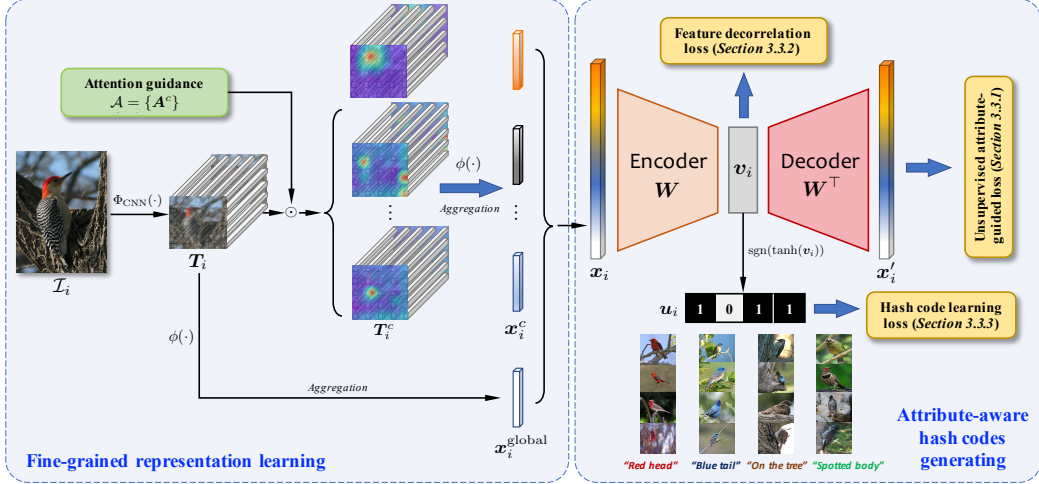 Attention guidance
𝒜 = {A^c}
Φ_CNN(·)
ℐ_i
T_i
⊙
ϕ(·)
Aggregation
⋮
T_i^c
ϕ(·)
Aggregation
⋮
x_i^c
x_i^global
Fine-grained representation learning
Feature decorrelation
loss (Section 3.3.2)
Encoder
W
v_i
Decoder
W^⊤
x_i
x_i′
Unsupervised attribute-
guided loss (Section 3.3.1)
sgn(tanh(v_i))
u_i
1 0 1 1
Hash code learning
loss (Section 3.3.3)
“Red head” “Blue tail” “On the tree” “Spotted body”
Attribute-aware
hash codes
generating